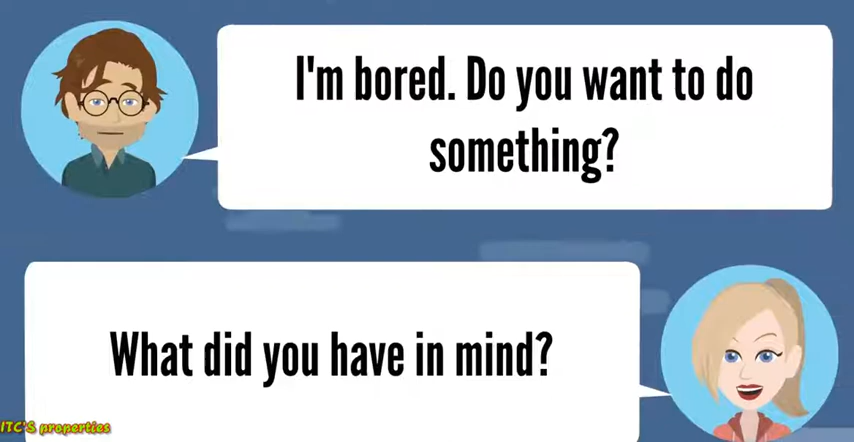 I'm bored. Do you want to do
something?
What did you have in mind?
ITC'S properties